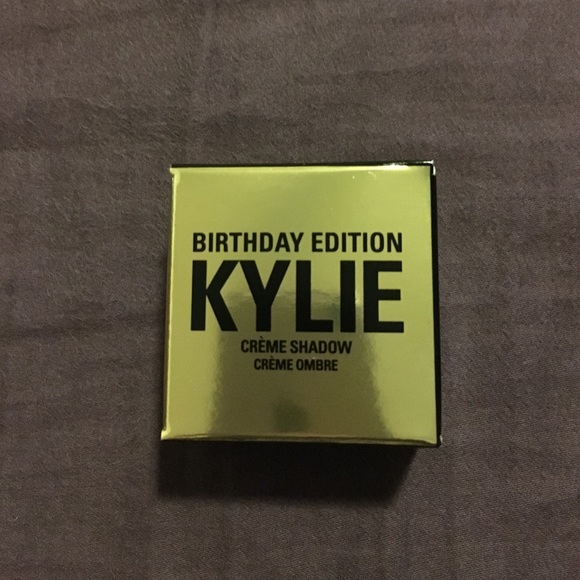 BIRTHDAY EDITION
KYLIE
CRÈME SHADOW
CRÈME OMBRE